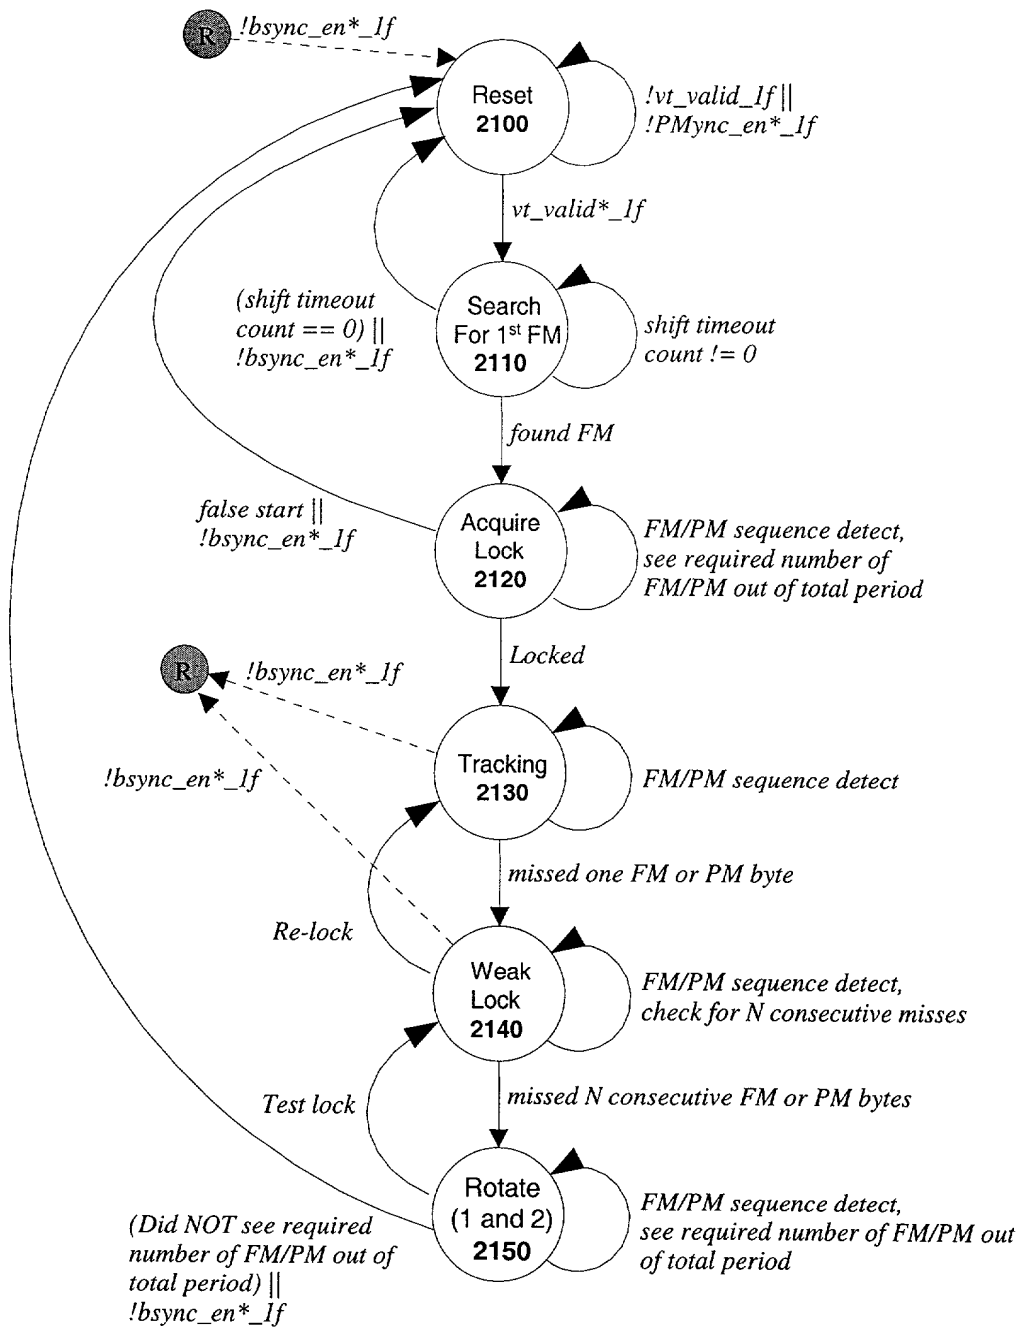 R
!bsync_en*_1f
Reset
2100
!vt_valid_1f ||
!PMync_en*_1f
vt_valid*_1f
Search
For 1st FM
2110
(shift timeout
count == 0) ||
!bsync_en*_1f
shift timeout
count != 0
found FM
false start ||
!bsync_en*_1f
Acquire
Lock
2120
FM/PM sequence detect,
see required number of
FM/PM out of total period
Locked
R
!bsync_en*_1f
!bsync_en*_1f
Tracking
2130
FM/PM sequence detect
missed one FM or PM byte
Re-lock
Weak
Lock
2140
FM/PM sequence detect,
check for N consecutive misses
Test lock
missed N consecutive FM or PM bytes
Rotate
(1 and 2)
2150
FM/PM sequence detect,
see required number of FM/PM out
of total period
(Did NOT see required
number of FM/PM out of
total period) ||
!bsync_en*_1f